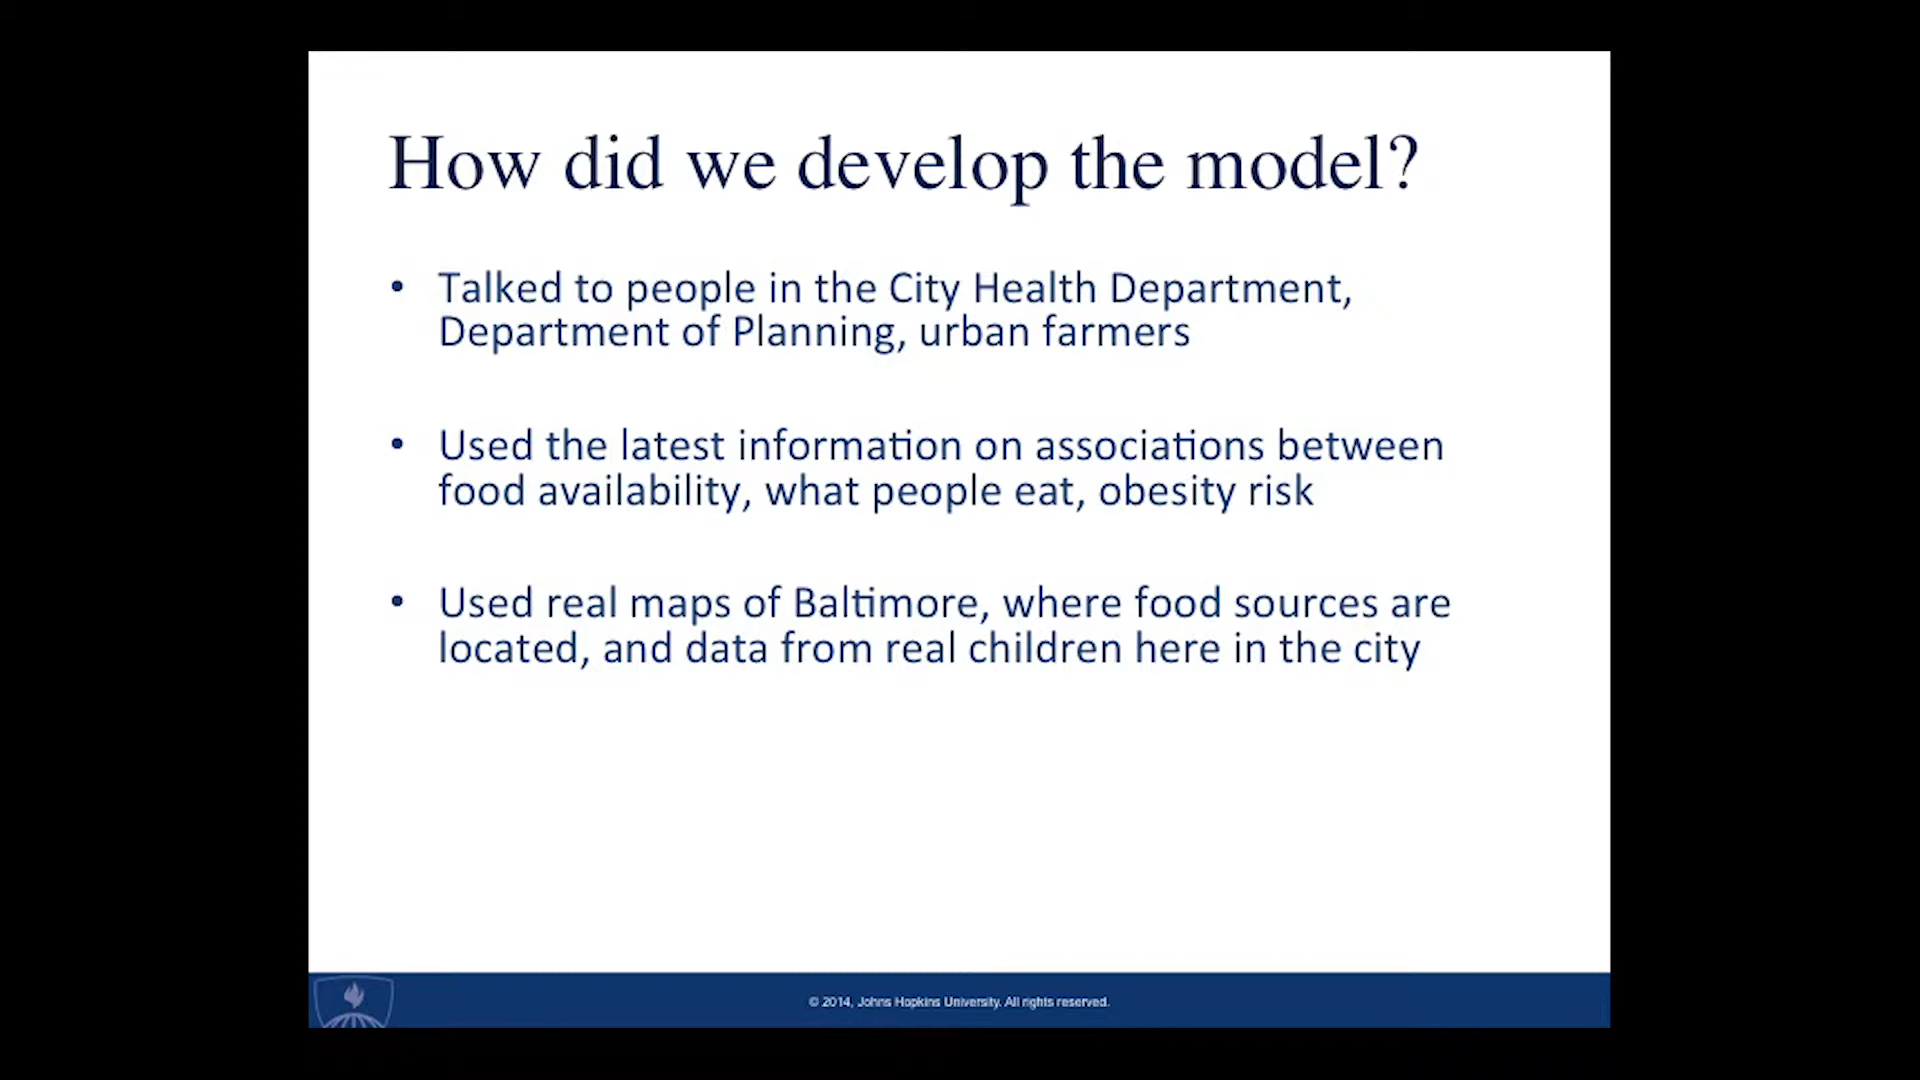 How did we develop the model?
• Talked to people in the City Health Department,
Department of Planning, urban farmers
• Used the latest information on associations between
food availability, what people eat, obesity risk
• Used real maps of Baltimore, where food sources are
located, and data from real children here in the city
© 2014, Johns Hopkins University. All rights reserved.